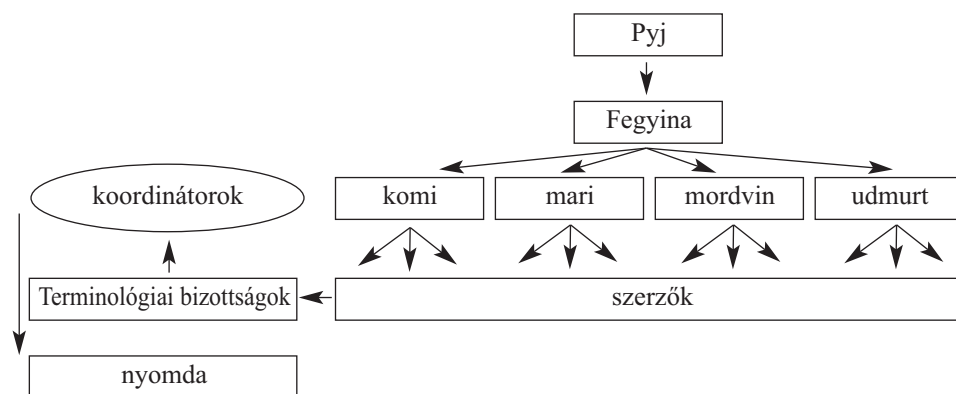 Pyj
Fegyina
koordinátorok
komi
mari
mordvin
udmurt
Terminológiai bizottságok
szerzők
nyomda